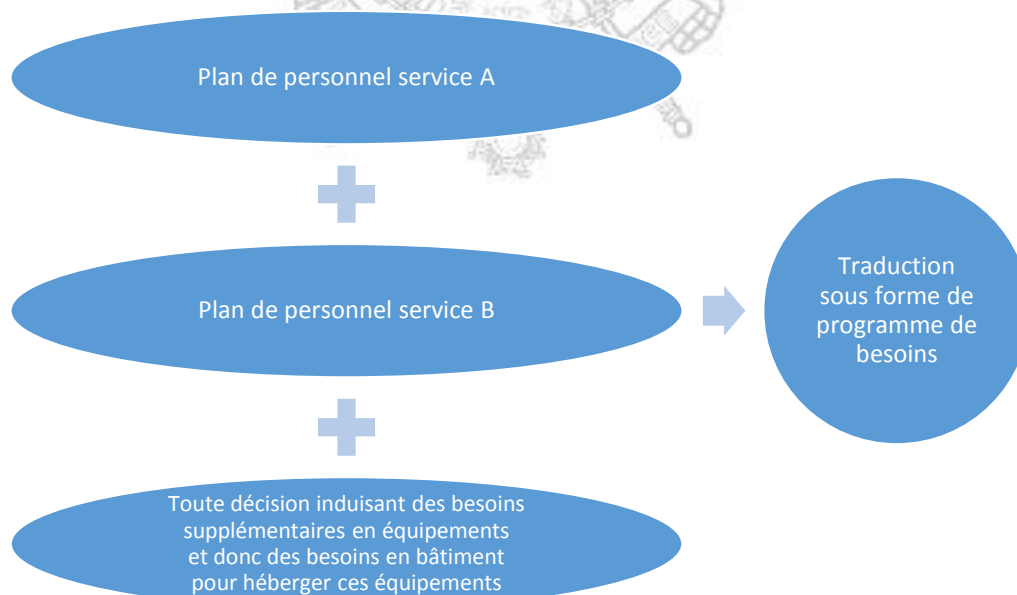 Plan de personnel service A
Plan de personnel service B
Toute décision induisant des besoins
supplémentaires en équipements
et donc des besoins en bâtiment
pour héberger ces équipements
Traduction
sous forme de
programme de
besoins